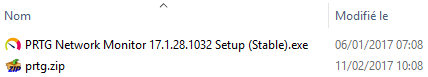 Nom Modifié le
PRTG Network Monitor 17.1.28.1032 Setup (Stable).exe 06/01/2017 07:08
prtg.zip 11/02/2017 10:08